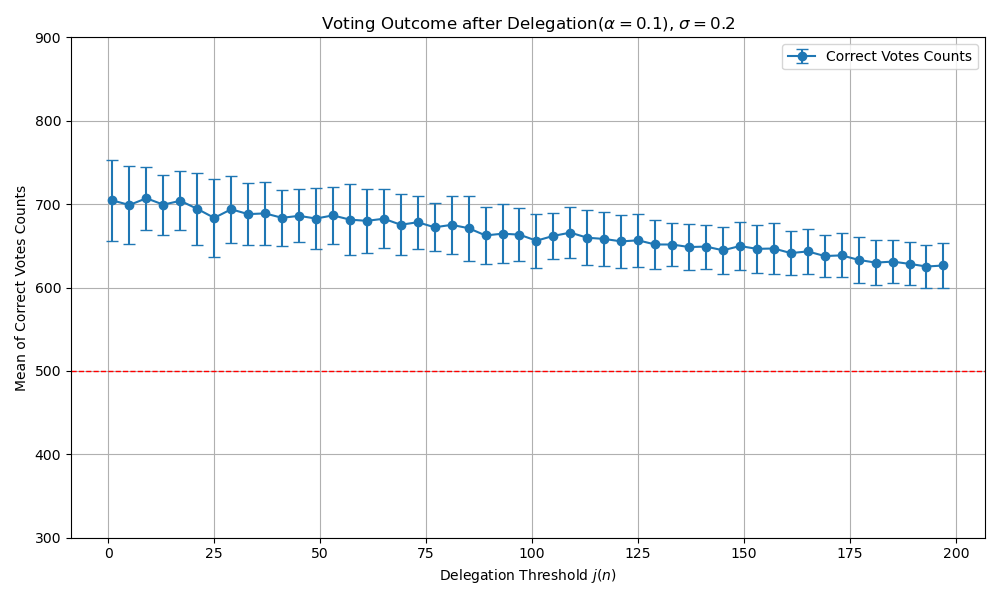 Voting Outcome after Delegation(α = 0.1), σ = 0.2
Correct Votes Counts
Mean of Correct Votes Counts
900
800
700
600
500
400
300
0 25 50 75 100 125 150 175 200
Delegation Threshold j(n)